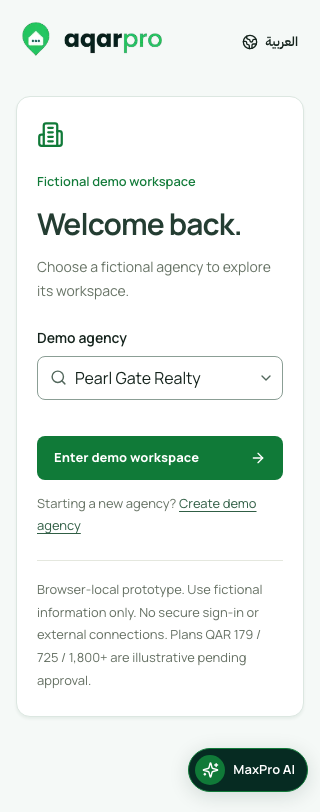 aqarpro
العربية
Fictional demo workspace
Welcome back.
Choose a fictional agency to explore
its workspace.
Demo agency
Pearl Gate Realty
Enter demo workspace
Starting a new agency? Create demo
agency
Browser-local prototype. Use fictional
information only. No secure sign-in or
external connections. Plans QAR 179 /
725 / 1,800+ are illustrative pending
approval.
MaxPro AI